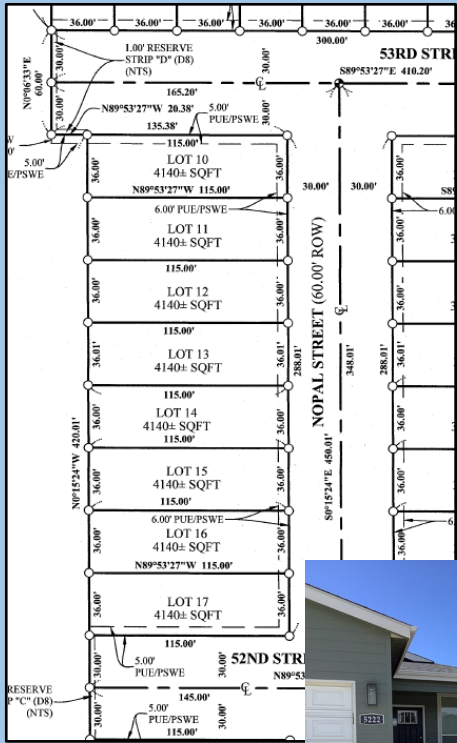 36.00' 36.00' 36.00' 36.00' 36.00' 36.00'
300.00'
53RD STR
S89°53'27"E 410.20'
N0°06'33"E
60.00'
30.00'
30.00'
1.00' RESERVE
STRIP "D" (D8)
(NTS)
30.00'
165.20'
℄
N89°53'27"W 20.38'
5.00'
PUE/PSWE
30.00'
135.38'
115.00'
5.00'
E/PSWE
LOT 10
4140± SQFT
36.00'
36.00'
N89°53'27"W 115.00'
6.00' PUE/PSWE
30.00' 30.00'
LOT 11
4140± SQFT
36.00'
36.00'
115.00'
LOT 12
4140± SQFT
36.00'
36.00'
115.00'
LOT 13
4140± SQFT
36.01'
36.01'
115.00'
LOT 14
4140± SQFT
36.00'
36.00'
115.00'
LOT 15
4140± SQFT
36.00'
36.00'
115.00'
6.00' PUE/PSWE
LOT 16
4140± SQFT
36.00'
36.00'
N89°53'27"W 115.00'
LOT 17
4140± SQFT
36.00'
36.00'
115.00'
N0°15'24"W 420.01'
288.01'
NOPAL STREET (60.00' ROW)
℄
S0°15'24"E 450.01'
348.01'
288.01'
36.00'
36.00'
36.00'
36.01'
36.00'
36.00'
36.00'
6.00
5.00'
PUE/PSWE
30.00'
30.00'
52ND STRE
N89°53
RESERVE
P "C" (D8)
(NTS)
145.00'
℄
5.00'
PUE/PSWE
30.00'
30.00'
115.00'
5222